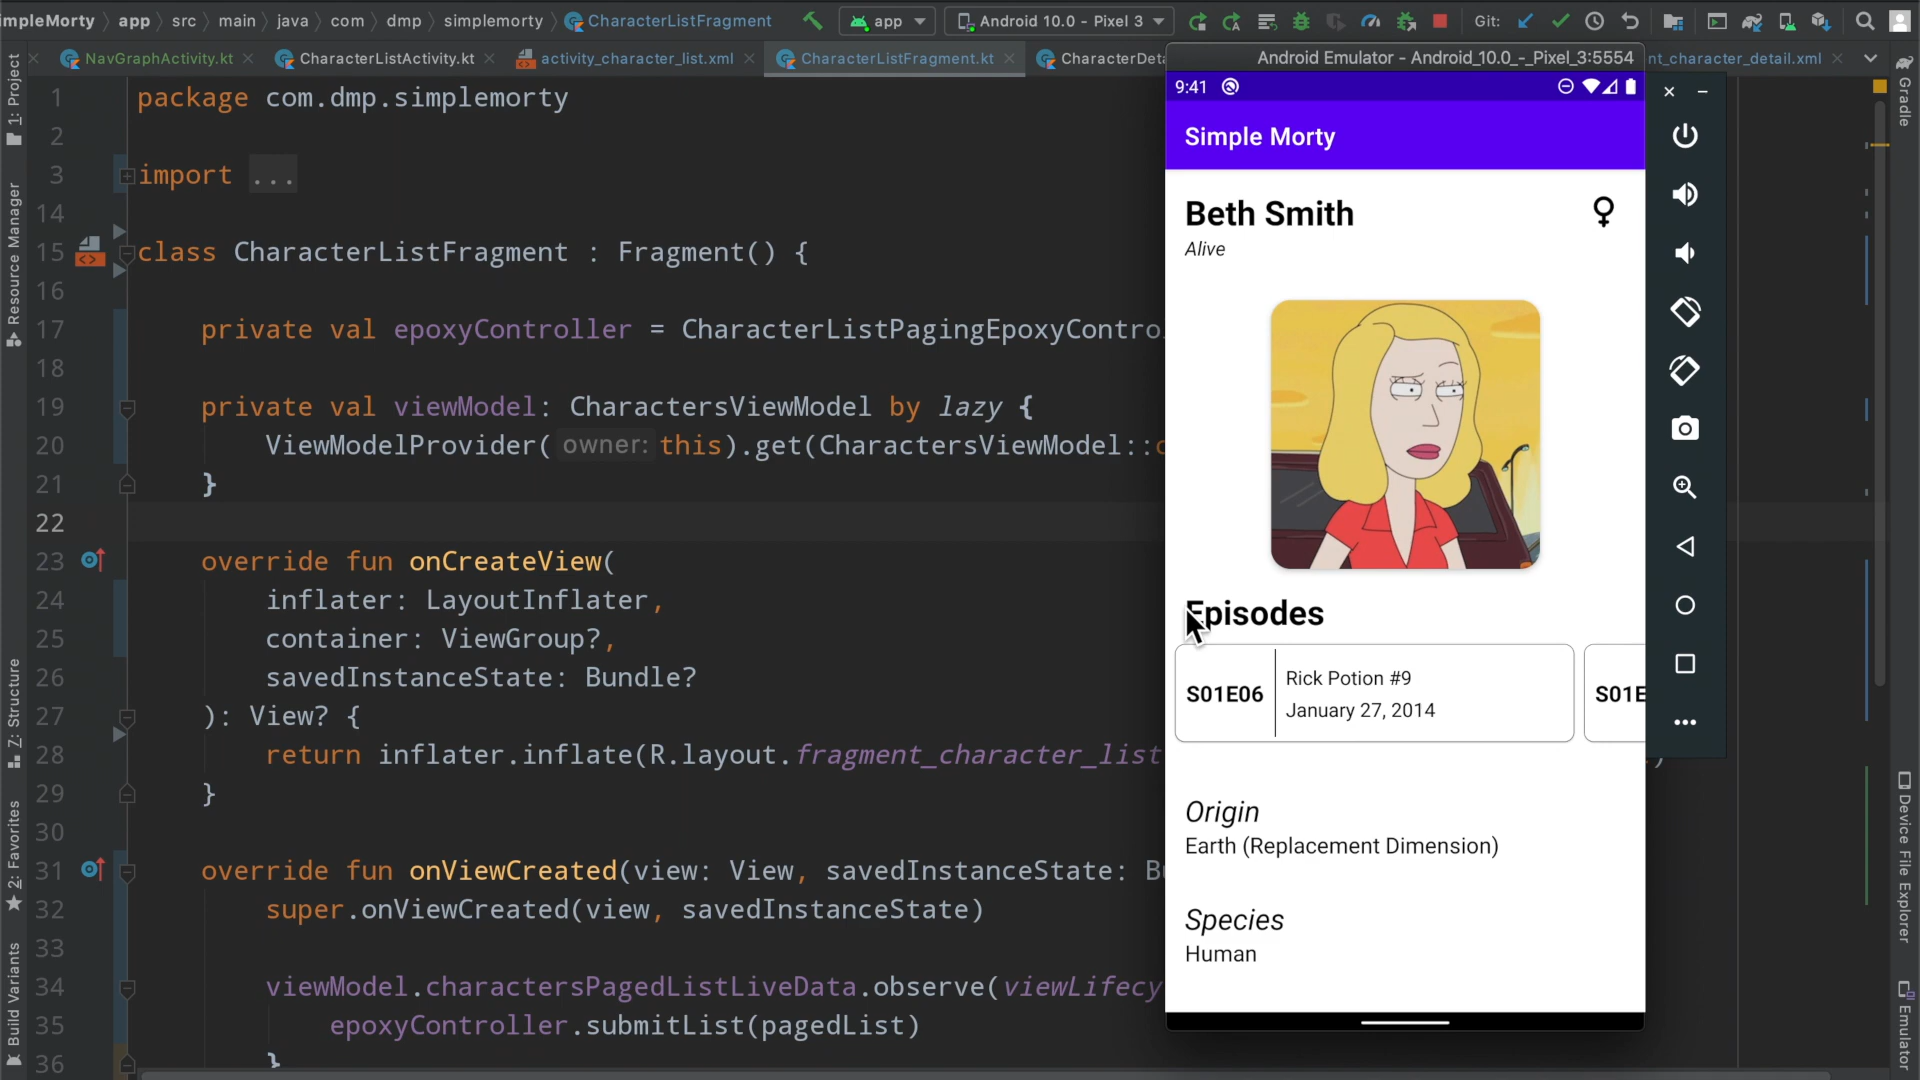 impleMorty app src main java com dmp simplemorty CharacterListFragment app Android 10.0 - Pixel 3 Git:
NavGraphActivity.kt CharacterListActivity.kt activity_character_list.xml CharacterListFragment.kt CharacterDeta nt_character_detail.xml
1: Project
Resource Manager
Z: Structure
2: Favorites
Build Variants
1 package com.dmp.simplemorty
2
3 import ...
14
15 class CharacterListFragment : Fragment() {
16
17 private val epoxyController = CharacterListPagingEpoxyContro
18
19 private val viewModel: CharactersViewModel by lazy {
20 ViewModelProvider( owner: this).get(CharactersViewModel::c
21 }
22
23 override fun onCreateView(
24 inflater: LayoutInflater,
25 container: ViewGroup?,
26 savedInstanceState: Bundle?
27 ): View? {
28 return inflater.inflate(R.layout.fragment_character_list )
29 }
30
31 override fun onViewCreated(view: View, savedInstanceState: Bu
32 super.onViewCreated(view, savedInstanceState)
33
34 viewModel.charactersPagedListLiveData.observe(viewLifecy
35 epoxyController.submitList(pagedList)
36 }
Android Emulator - Android_10.0_-_Pixel_3:5554
9:41
Simple Morty
Beth Smith
Alive
Episodes
S01E06
Rick Potion #9
January 27, 2014
S01E
Origin
Earth (Replacement Dimension)
Species
Human
Gradle
Device File Explorer
Emulator